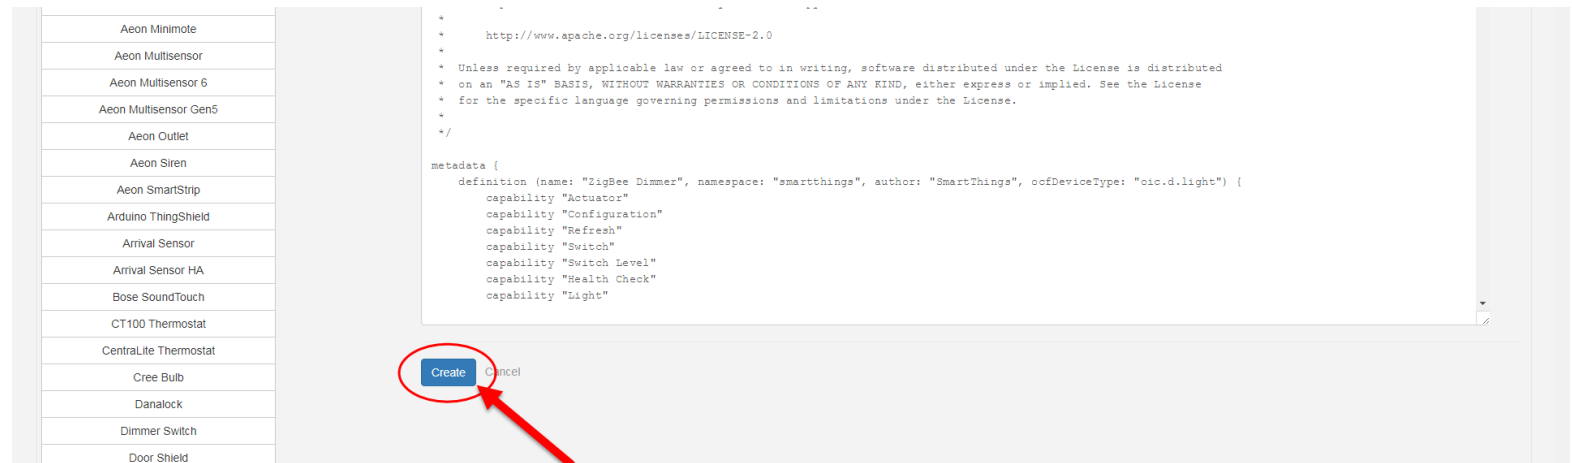 Aeon Minimote
Aeon Multisensor
Aeon Multisensor 6
Aeon Multisensor Gen5
Aeon Outlet
Aeon Siren
Aeon SmartStrip
Arduino ThingShield
Arrival Sensor
Arrival Sensor HA
Bose SoundTouch
CT100 Thermostat
CentraLite Thermostat
Cree Bulb
Danalock
Dimmer Switch
Door Shield
*
*      http://www.apache.org/licenses/LICENSE-2.0
*
*  Unless required by applicable law or agreed to in writing, software distributed under the License is distributed
*  on an "AS IS" BASIS, WITHOUT WARRANTIES OR CONDITIONS OF ANY KIND, either express or implied. See the License
*  for the specific language governing permissions and limitations under the License.
*
*/
metadata {
    definition (name: "ZigBee Dimmer", namespace: "smartthings", author: "SmartThings", ocfDeviceType: "oic.d.light") {
        capability "Actuator"
        capability "Configuration"
        capability "Refresh"
        capability "Switch"
        capability "Switch Level"
        capability "Health Check"
        capability "Light"
Create Cancel